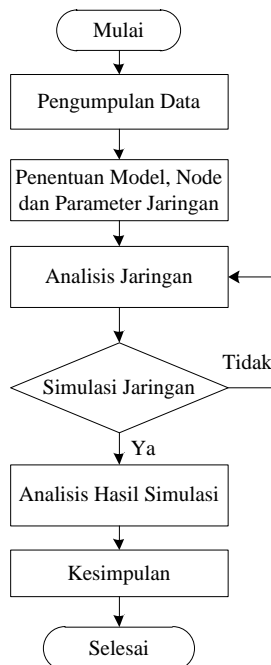 Mulai
Pengumpulan Data
Penentuan Model, Node
dan Parameter Jaringan
Analisis Jaringan
Tidak
Simulasi Jaringan
Ya
Analisis Hasil Simulasi
Kesimpulan
Selesai